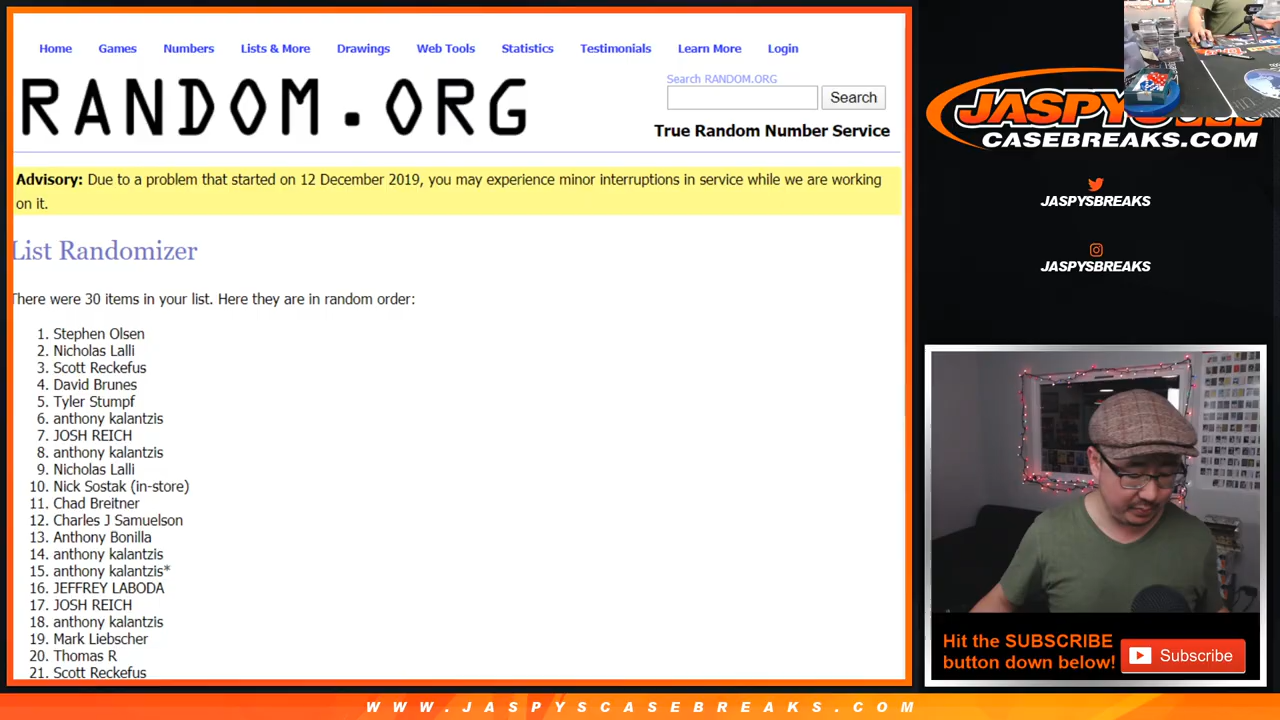 Home Games Numbers Lists & More Drawings Web Tools Statistics Testimonials Learn More Login
RANDOM.ORG
Search RANDOM.ORG
Search
True Random Number Service
Advisory: Due to a problem that started on 12 December 2019, you may experience minor interruptions in service while we are working
on it.
List Randomizer
There were 30 items in your list. Here they are in random order:
1. Stephen Olsen
2. Nicholas Lalli
3. Scott Reckefus
4. David Brunes
5. Tyler Stumpf
6. anthony kalantzis
7. JOSH REICH
8. anthony kalantzis
9. Nicholas Lalli
10. Nick Sostak (in-store)
11. Chad Breitner
12. Charles J Samuelson
13. Anthony Bonilla
14. anthony kalantzis
15. anthony kalantzis*
16. JEFFREY LABODA
17. JOSH REICH
18. anthony kalantzis
19. Mark Liebscher
20. Thomas R
21. Scott Reckefus
CASEBREAKS.COM
JASPYSBREAKS
JASPYSBREAKS
Hit the SUBSCRIBE
button down below!
Subscribe
WWW.JASPYSCASEBREAKS.COM